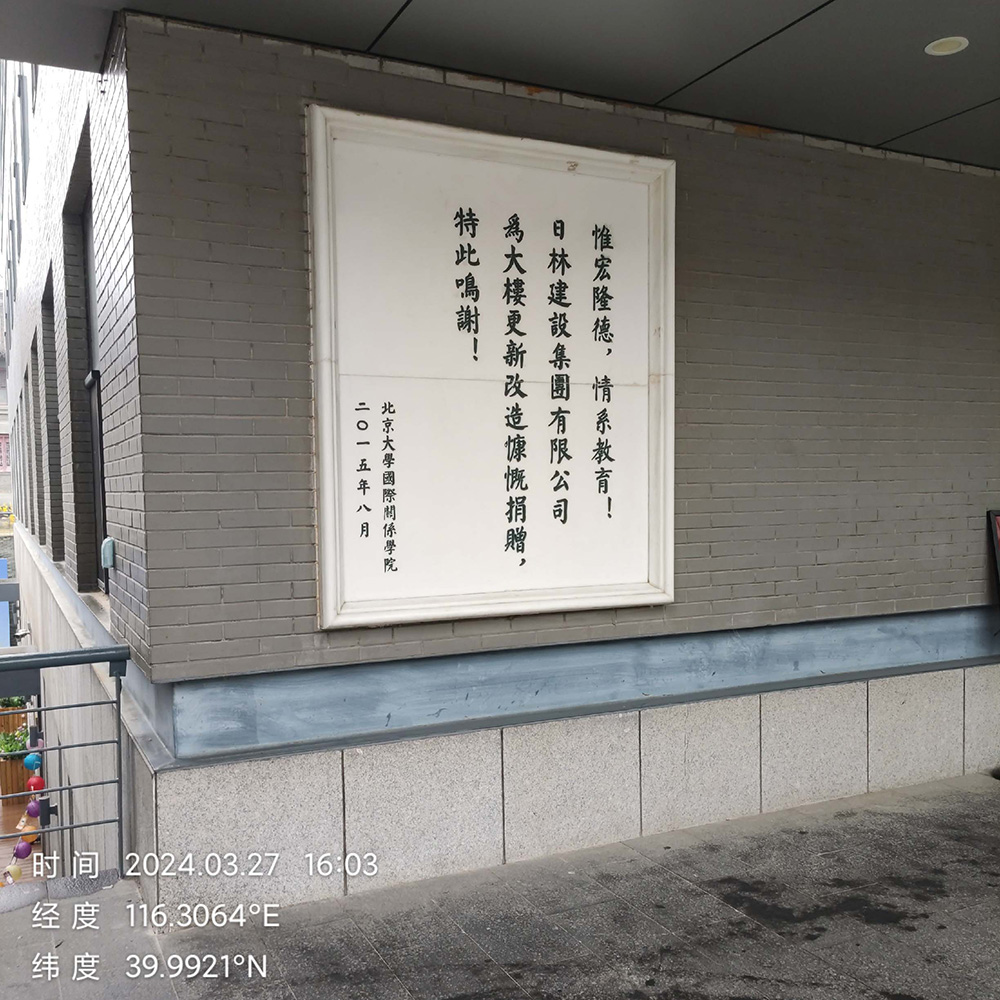 惟宏隆德，情系教育！
日林建設集團有限公司
為大樓更新改造慷慨捐贈，
特此鳴謝！
北京大學國際關係學院
二〇一五年八月
时间 2024.03.27 16:03
经度 116.3064°E
纬度 39.9921°N